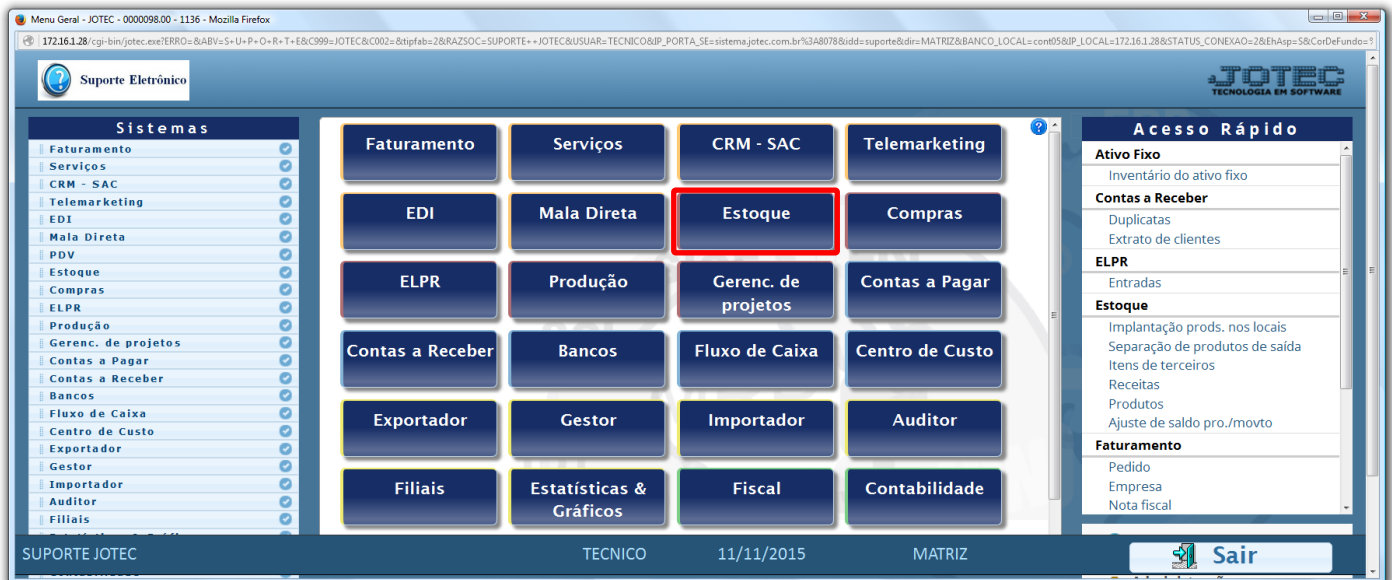 Menu Geral - JOTEC - 0000098.00 - 1136 - Mozilla Firefox
172.16.1.28/cgi-bin/jotec.exe?ERRO=&ABV=S+U+P+O+R+T+E&C999=JOTEC&C002=&tipfab=2&RAZSOC=SUPORTE++JOTEC&USUAR=TECNICO&IP_PORTA_SE=sistema.jotec.com.br%3A8078&idd=suporte&dir=MATRIZ&BANCO_LOCAL=cont05&IP_LOCAL=172.16.1.28&STATUS_CONEXAO=2&EhAsp=S&CorDeFundo=
Suporte Eletrônico
JOTEC
TECNOLOGIA EM SOFTWARE
Sistemas
Faturamento
Serviços
CRM - SAC
Telemarketing
EDI
Mala Direta
PDV
Estoque
Compras
ELPR
Produção
Gerenc. de projetos
Contas a Pagar
Contas a Receber
Bancos
Fluxo de Caixa
Centro de Custo
Exportador
Gestor
Importador
Auditor
Filiais
Faturamento
Serviços
CRM - SAC
Telemarketing
EDI
Mala Direta
Estoque
Compras
ELPR
Produção
Gerenc. de
projetos
Contas a Pagar
Contas a Receber
Bancos
Fluxo de Caixa
Centro de Custo
Exportador
Gestor
Importador
Auditor
Filiais
Estatísticas &
Gráficos
Fiscal
Contabilidade
Acesso Rápido
Ativo Fixo
Inventário do ativo fixo
Contas a Receber
Duplicatas
Extrato de clientes
ELPR
Entradas
Estoque
Implantação prods. nos locais
Separação de produtos de saída
Itens de terceiros
Receitas
Produtos
Ajuste de saldo pro./movto
Faturamento
Pedido
Empresa
Nota fiscal
SUPORTE JOTEC
TECNICO
11/11/2015
MATRIZ
Sair